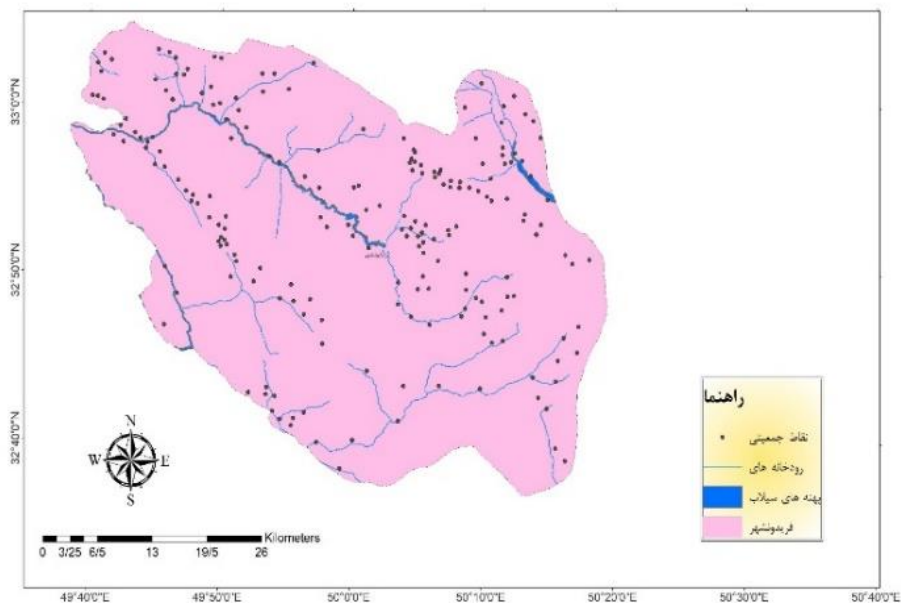 33°0'0"N
32°50'0"N
32°40'0"N
راهنما
نقاط جمعیتی
رودخانه های
پهنه های سیلاب
فریدونشهر
N
W E
S
Kilometers
0 3/25 6/5 13 19/5 26
49°40'0"E 49°50'0"E 50°0'0"E 50°10'0"E 50°20'0"E 50°30'0"E 50°40'0"E